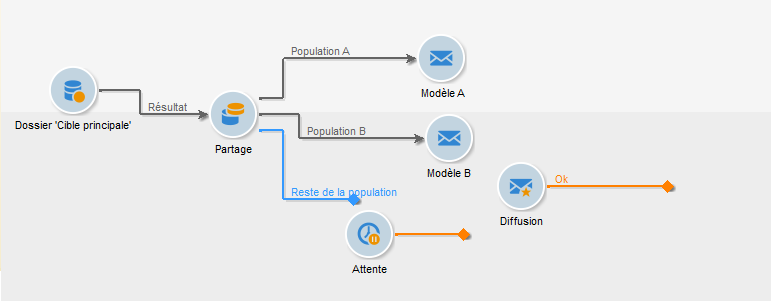 Population A
Modèle A
Résultat
Dossier 'Cible principale'
Partage
Population B
Modèle B
Ok
Reste de la population
Diffusion
Attente